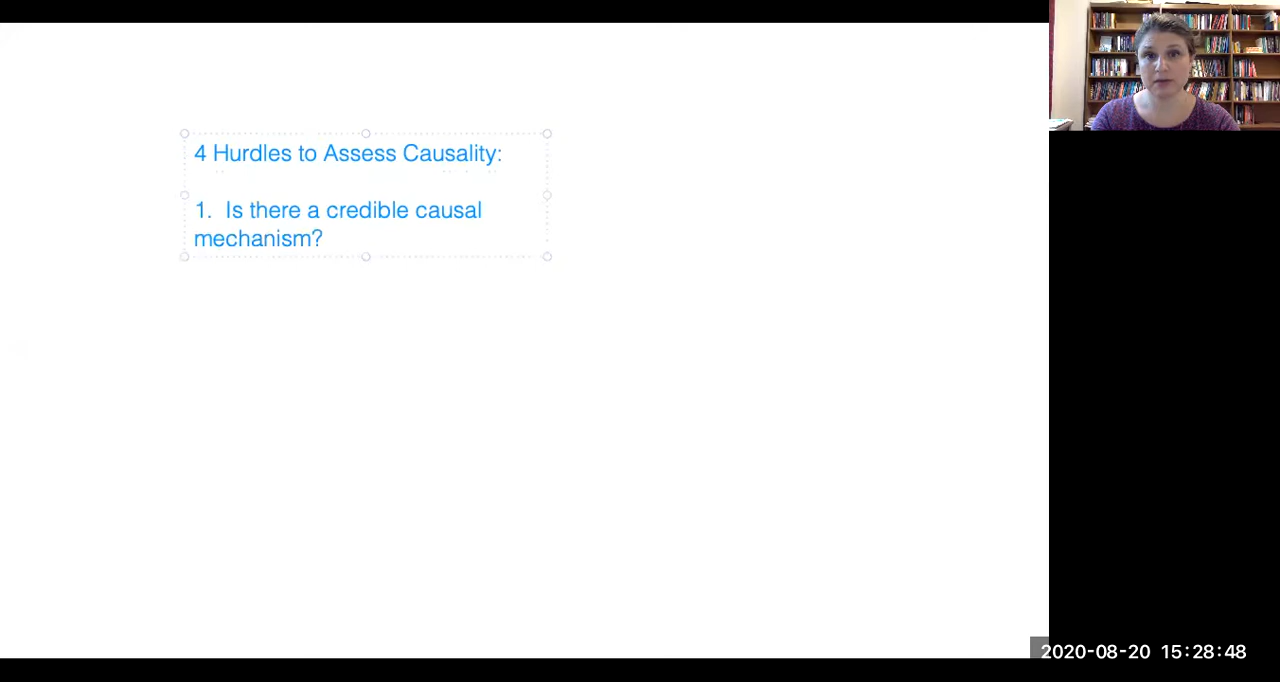 4 Hurdles to Assess Causality:
1. Is there a credible causal
mechanism?
2020-08-20 15:28:48